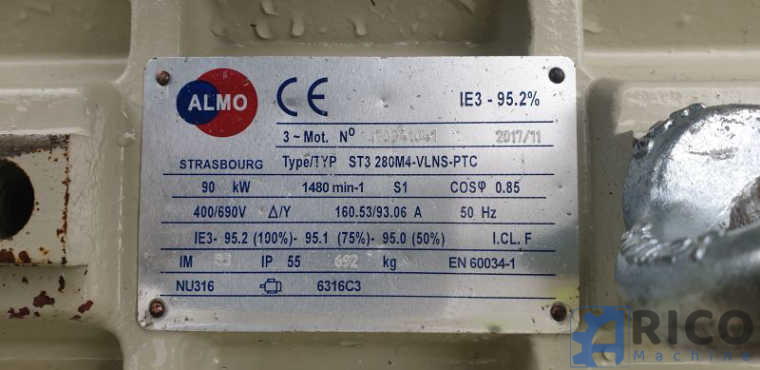 ALMO CE IE3 - 95.2%
3 ~ Mot. N° 2017/11
STRASBOURG Type/TYP ST3 280M4-VLNS-PTC
90 kW 1480 min-1 S1 COSφ 0.85
400/690V Δ/Y 160.53/93.06 A 50 Hz
IE3- 95.2 (100%)- 95.1 (75%)- 95.0 (50%) I.CL. F
IM IP 55 692 kg EN 60034-1
NU316 6316C3
ARICO
Machine